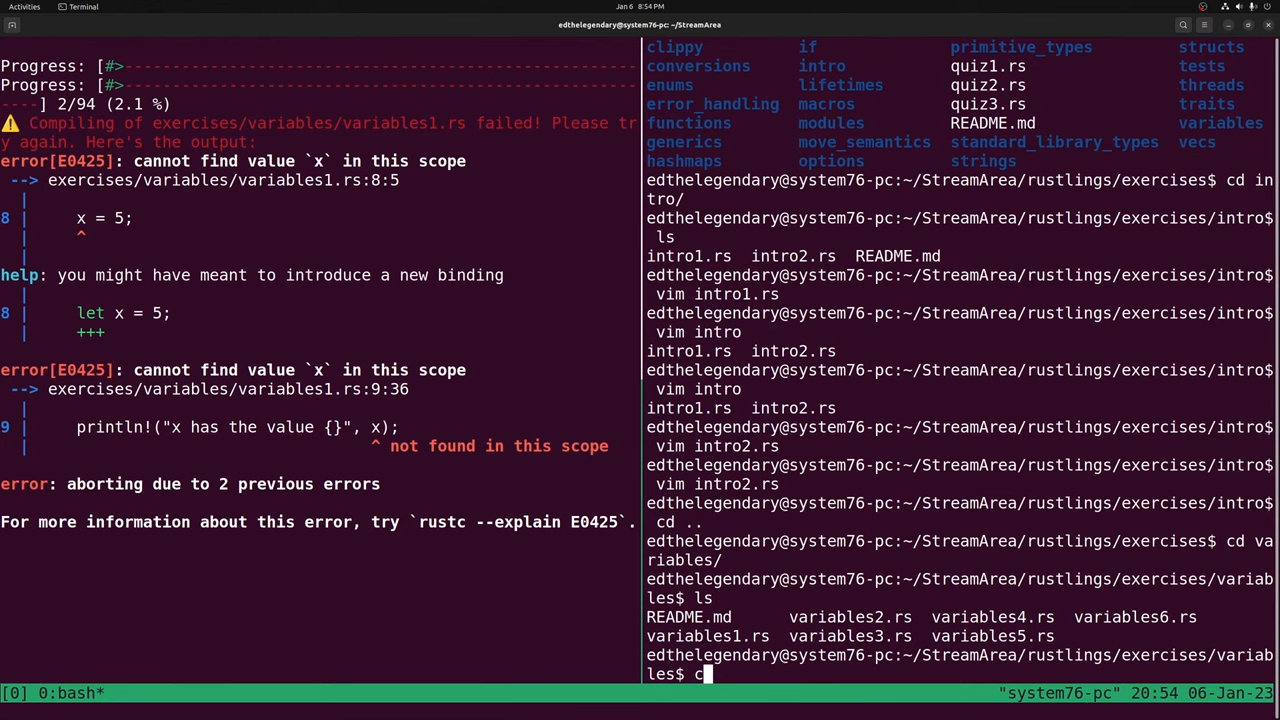 Activities
Terminal
Jan 6 8:54 PM
edthelegendary@system76-pc: ~/StreamArea
Progress: [#>------------------------------------------------------
Progress: [#>------------------------------------------------------
----] 2/94 (2.1 %)
⚠️ Compiling of exercises/variables/variables1.rs failed! Please tr
y again. Here's the output:
error[E0425]: cannot find value `x` in this scope
 --> exercises/variables/variables1.rs:8:5
  |
8 |     x = 5;
  |     ^
  |
help: you might have meant to introduce a new binding
  |
8 |     let x = 5;
  |     +++

error[E0425]: cannot find value `x` in this scope
 --> exercises/variables/variables1.rs:9:36
  |
9 |     println!("x has the value {}", x);
  |                                    ^ not found in this scope

error: aborting due to 2 previous errors

For more information about this error, try `rustc --explain E0425`.
clippy if primitive_types structs
conversions intro quiz1.rs tests
enums lifetimes quiz2.rs threads
error_handling macros quiz3.rs traits
functions modules README.md variables
generics move_semantics standard_library_types vecs
hashmaps options strings
edthelegendary@system76-pc:~/StreamArea/rustlings/exercises$ cd in
tro/
edthelegendary@system76-pc:~/StreamArea/rustlings/exercises/intro$
 ls
intro1.rs intro2.rs README.md
edthelegendary@system76-pc:~/StreamArea/rustlings/exercises/intro$
 vim intro1.rs
edthelegendary@system76-pc:~/StreamArea/rustlings/exercises/intro$
 vim intro
intro1.rs intro2.rs
edthelegendary@system76-pc:~/StreamArea/rustlings/exercises/intro$
 vim intro
intro1.rs intro2.rs
edthelegendary@system76-pc:~/StreamArea/rustlings/exercises/intro$
 vim intro2.rs
edthelegendary@system76-pc:~/StreamArea/rustlings/exercises/intro$
 vim intro2.rs
edthelegendary@system76-pc:~/StreamArea/rustlings/exercises/intro$
 cd ..
edthelegendary@system76-pc:~/StreamArea/rustlings/exercises$ cd va
riables/
edthelegendary@system76-pc:~/StreamArea/rustlings/exercises/variab
les$ ls
README.md variables2.rs variables4.rs variables6.rs
variables1.rs variables3.rs variables5.rs
edthelegendary@system76-pc:~/StreamArea/rustlings/exercises/variab
les$ c
[0] 0:bash* "system76-pc" 20:54 06-Jan-23